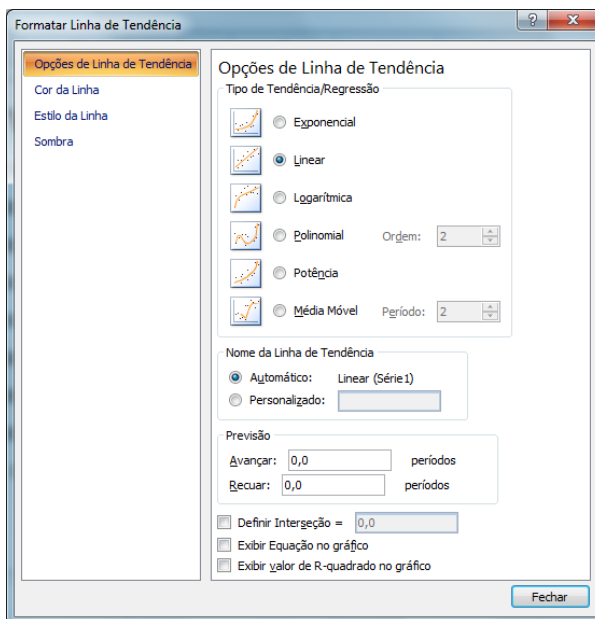 Formatar Linha de Tendência
?
X
Opções de Linha de Tendência
Cor da Linha
Estilo da Linha
Sombra
Opções de Linha de Tendência
Tipo de Tendência/Regressão
Exponencial
Linear
Logarítmica
Polinomial Ordem: 2
Potência
Média Móvel Período: 2
Nome da Linha de Tendência
Automático: Linear (Série1)
Personalizado:
Previsão
Avançar: 0,0 períodos
Recuar: 0,0 períodos
Definir Interseção = 0,0
Exibir Equação no gráfico
Exibir valor de R-quadrado no gráfico
Fechar